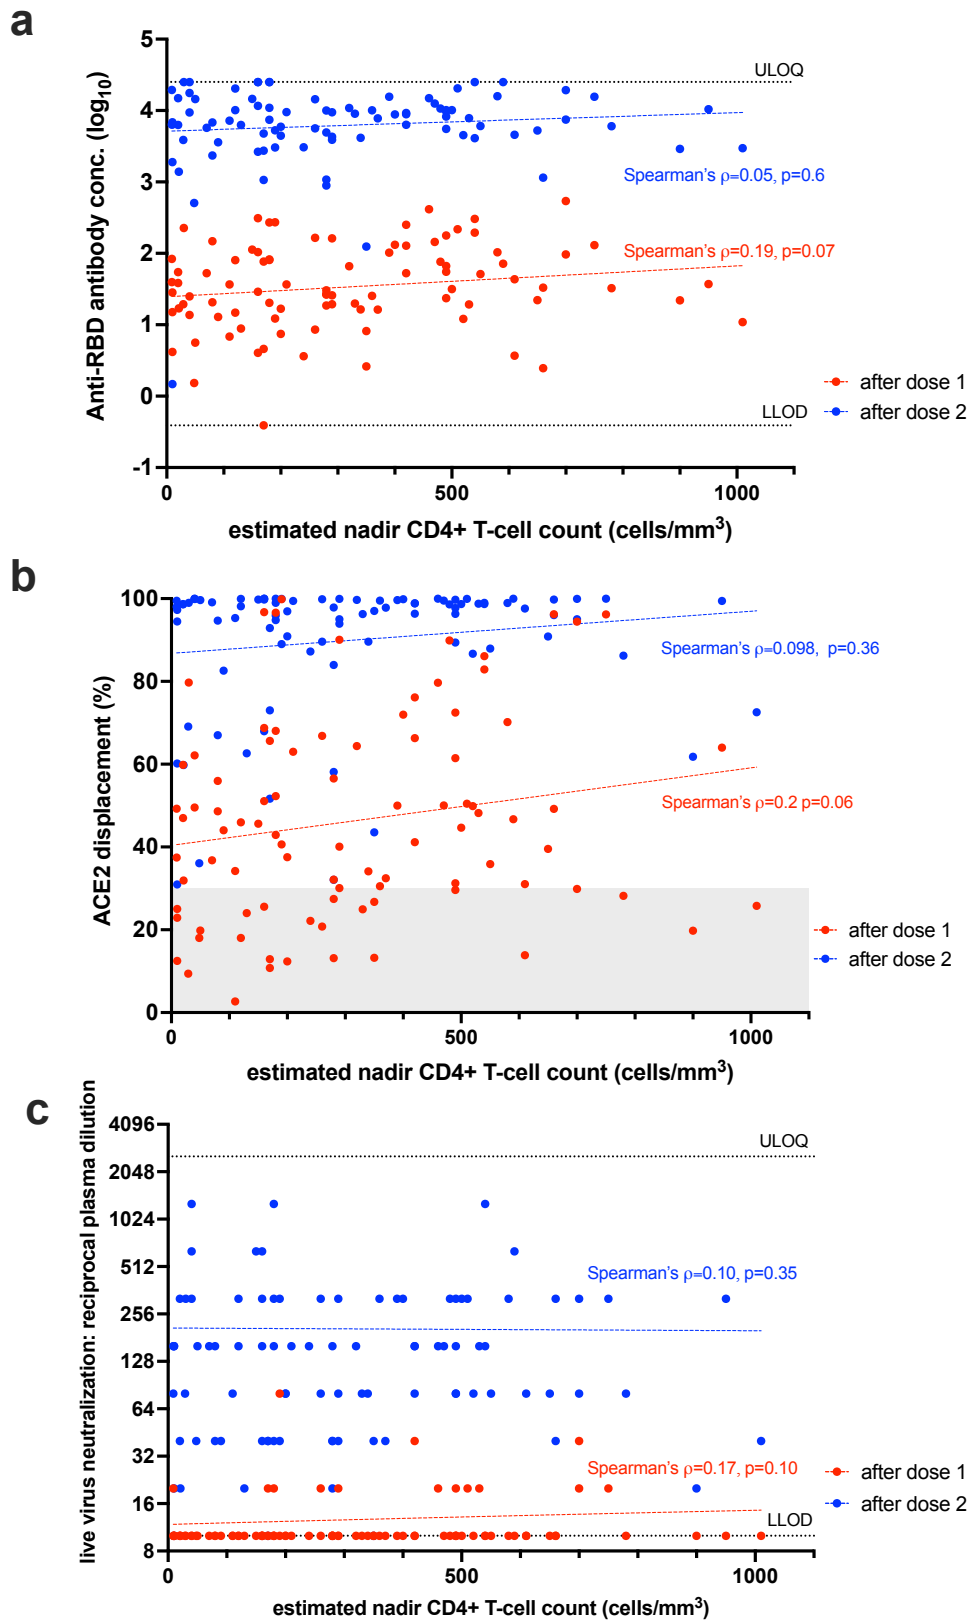 a
Anti-RBD antibody conc. (log10)
5
4
3
2
1
0
-1
ULOQ
Spearman's ρ=0.05, p=0.6
Spearman's ρ=0.19, p=0.07
LLOD
after dose 1
after dose 2
0 500 1000
estimated nadir CD4+ T-cell count (cells/mm3)
b
ACE2 displacement (%)
100
80
60
40
20
0
Spearman's ρ=0.098, p=0.36
Spearman's ρ=0.2 p=0.06
after dose 1
after dose 2
0 500 1000
estimated nadir CD4+ T-cell count (cells/mm3)
c
live virus neutralization: reciprocal plasma dilution
4096
2048
1024
512
256
128
64
32
16
8
ULOQ
Spearman's ρ=0.10, p=0.35
Spearman's ρ=0.17, p=0.10
LLOD
after dose 1
after dose 2
0 500 1000
estimated nadir CD4+ T-cell count (cells/mm3)